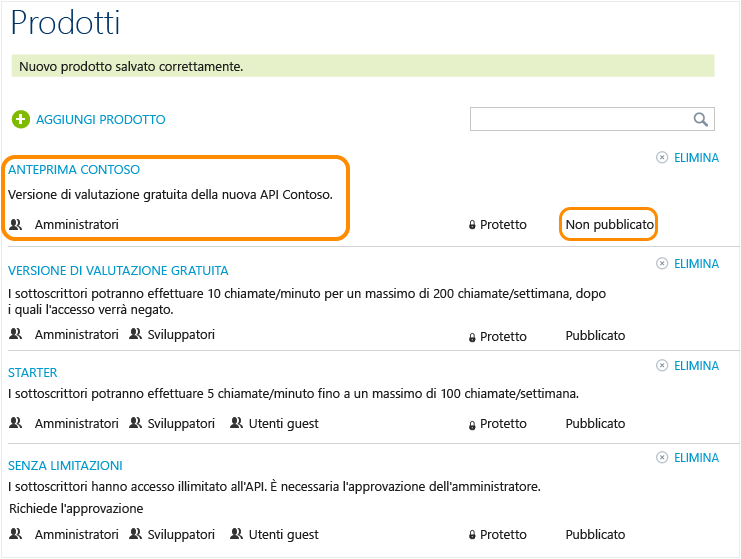 Prodotti
Nuovo prodotto salvato correttamente.
AGGIUNGI PRODOTTO
ELIMINA
ANTEPRIMA CONTOSO
Versione di valutazione gratuita della nuova API Contoso.
Amministratori Protetto Non pubblicato
ELIMINA
VERSIONE DI VALUTAZIONE GRATUITA
I sottoscrittori potranno effettuare 10 chiamate/minuto per un massimo di 200 chiamate/settimana, dopo
i quali l'accesso verrà negato.
Amministratori Sviluppatori Protetto Pubblicato
ELIMINA
STARTER
I sottoscrittori potranno effettuare 5 chiamate/minuto fino a un massimo di 100 chiamate/settimana.
Amministratori Sviluppatori Utenti guest Protetto Pubblicato
ELIMINA
SENZA LIMITAZIONI
I sottoscrittori hanno accesso illimitato all'API. È necessaria l'approvazione dell'amministratore.
Richiede l'approvazione
Amministratori Sviluppatori Utenti guest Protetto Pubblicato